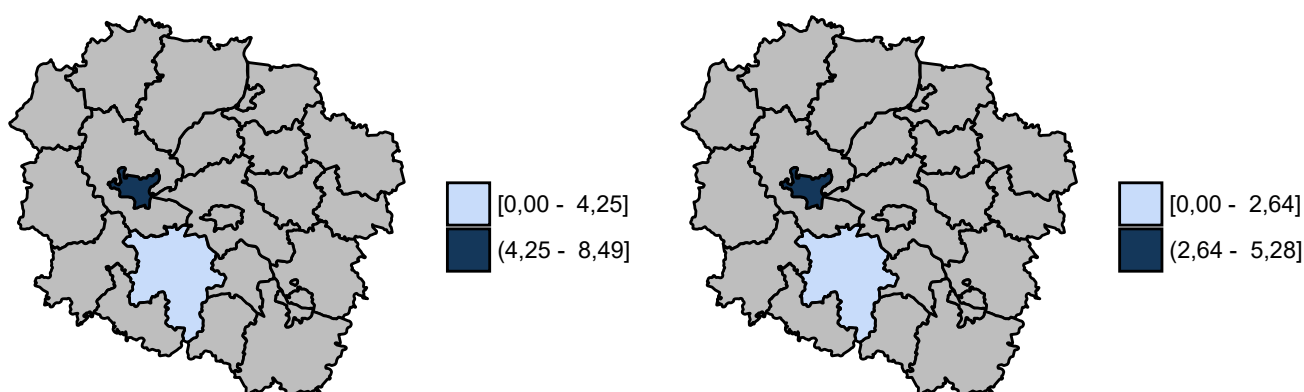 [0,00 -  4,25]
(4,25 -  8,49]
[0,00 -  2,64]
(2,64 -  5,28]